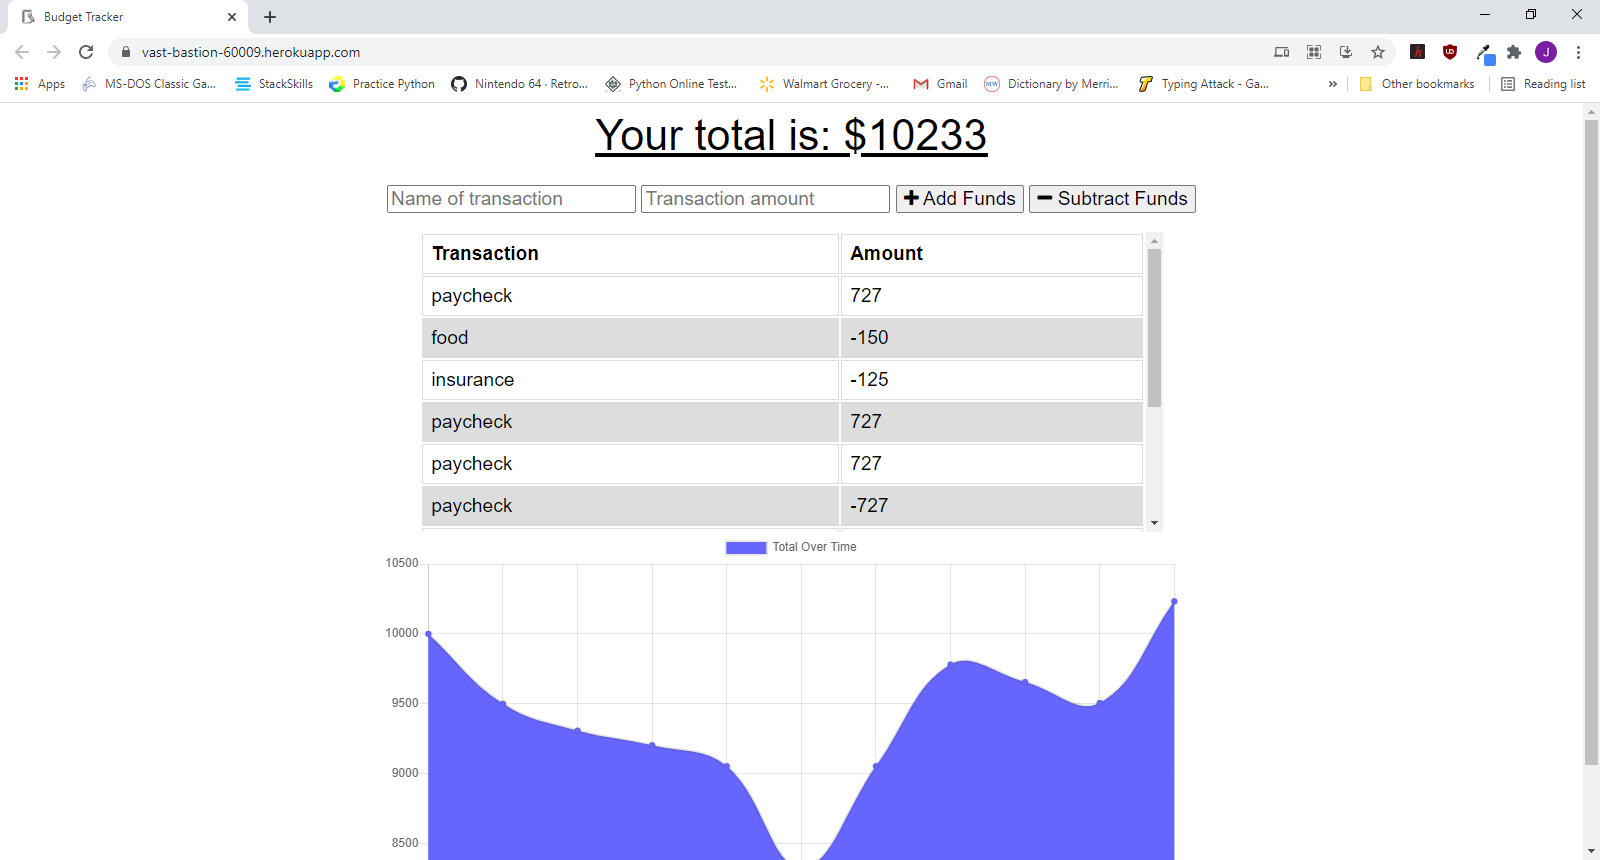 Budget Tracker
vast-bastion-60009.herokuapp.com
J
Apps MS-DOS Classic Ga... StackSkills Practice Python Nintendo 64 · Retro... Python Online Test... Walmart Grocery -... Gmail MW Dictionary by Merri... Typing Attack - Ga... » Other bookmarks Reading list
Your total is: $10233
Name of transaction Transaction amount Add Funds Subtract Funds
Transaction Amount
paycheck 727
food -150
insurance -125
paycheck 727
paycheck 727
paycheck -727
Total Over Time
10500
10000
9500
9000
8500